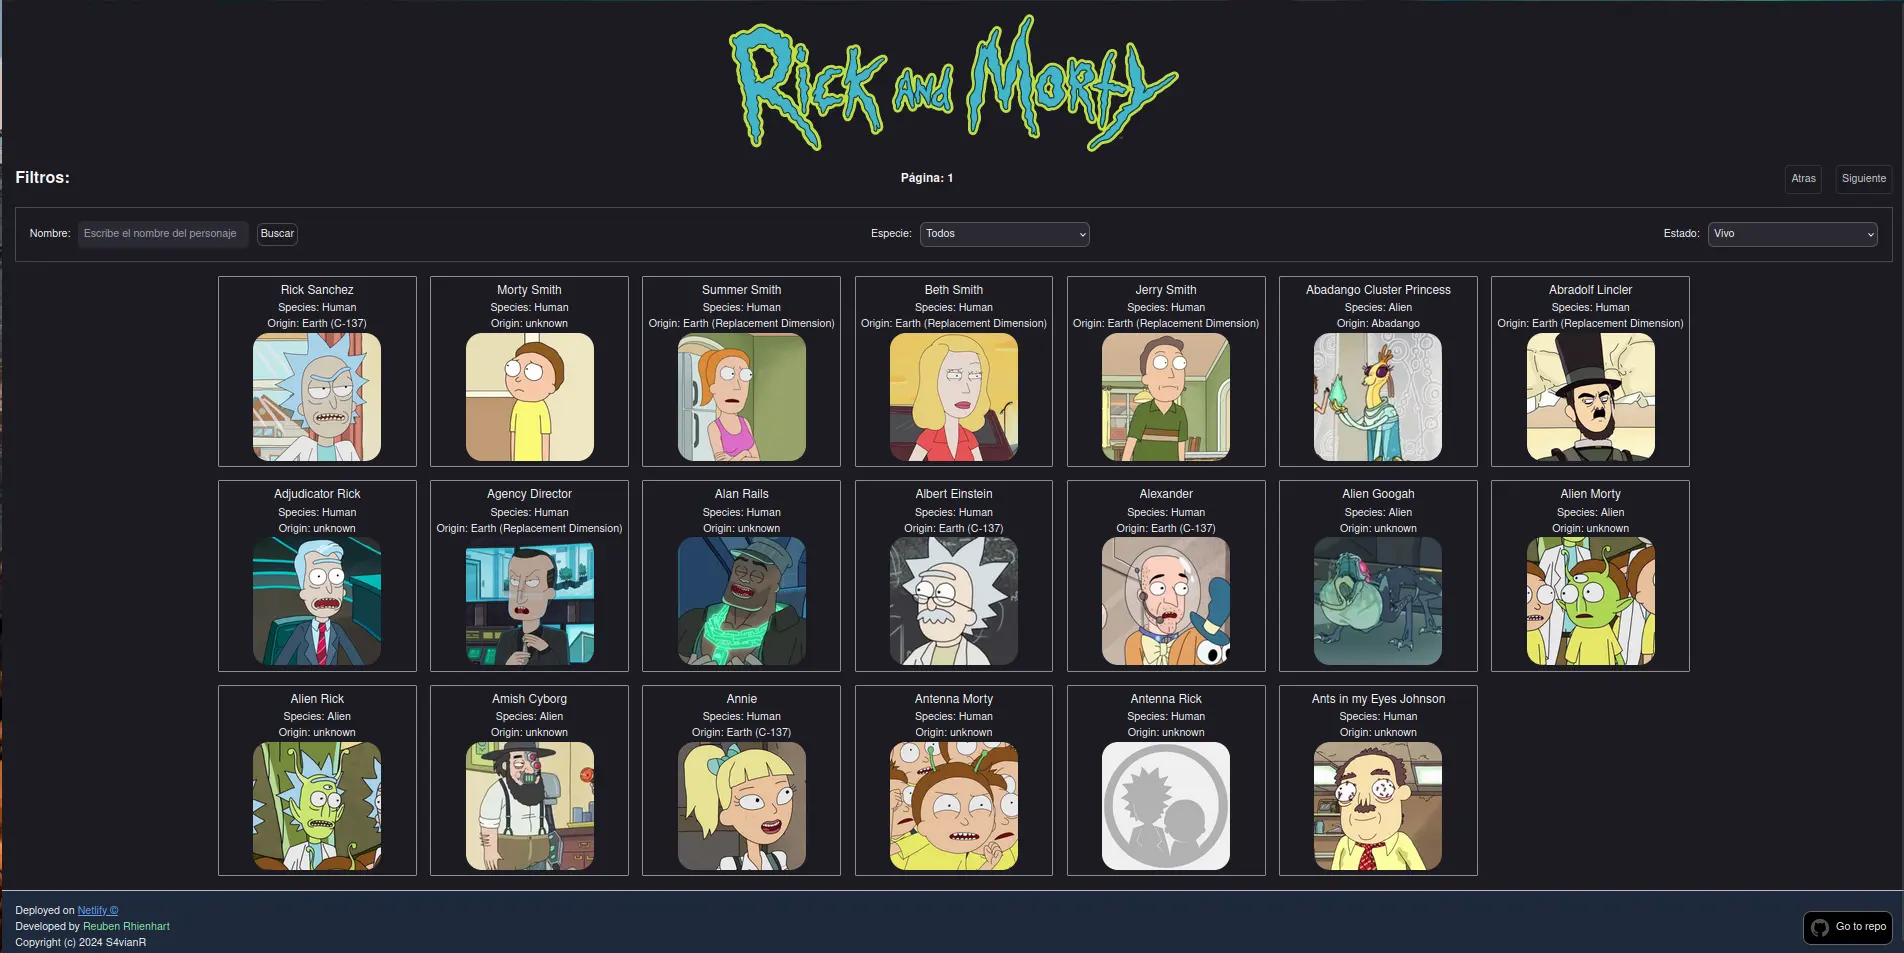 Rick and Morty
Filtros:
Página: 1
Atras
Siguiente
Nombre:
Escribe el nombre del personaje
Buscar
Especie:
Todos
Estado:
Vivo
Rick Sanchez
Species: Human
Origin: Earth (C-137)
Morty Smith
Species: Human
Origin: unknown
Summer Smith
Species: Human
Origin: Earth (Replacement Dimension)
Beth Smith
Species: Human
Origin: Earth (Replacement Dimension)
Jerry Smith
Species: Human
Origin: Earth (Replacement Dimension)
Abadango Cluster Princess
Species: Alien
Origin: Abadango
Abradolf Lincler
Species: Human
Origin: Earth (Replacement Dimension)
Adjudicator Rick
Species: Human
Origin: unknown
Agency Director
Species: Human
Origin: Earth (Replacement Dimension)
Alan Rails
Species: Human
Origin: unknown
Albert Einstein
Species: Human
Origin: Earth (C-137)
Alexander
Species: Human
Origin: Earth (C-137)
Alien Googah
Species: Alien
Origin: unknown
Alien Morty
Species: Alien
Origin: unknown
Alien Rick
Species: Alien
Origin: unknown
Amish Cyborg
Species: Alien
Origin: unknown
Annie
Species: Human
Origin: Earth (C-137)
Antenna Morty
Species: Human
Origin: unknown
Antenna Rick
Species: Human
Origin: unknown
Ants in my Eyes Johnson
Species: Human
Origin: unknown
Deployed on Netlify ©
Developed by Reuben Rhienhart
Copyright (c) 2024 S4vianR
Go to repo